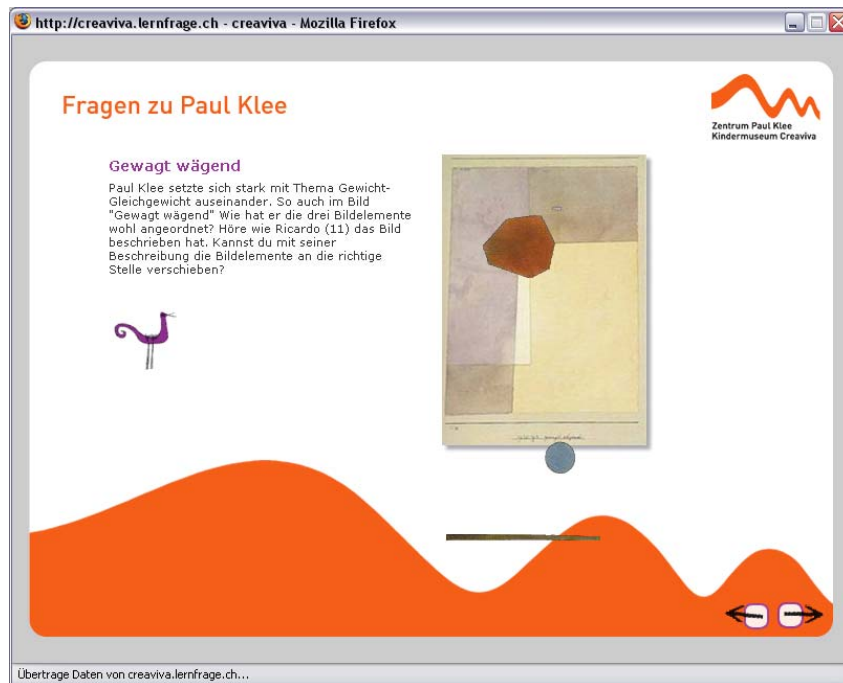 http://creaviva.lernfrage.ch - creaviva - Mozilla Firefox
Fragen zu Paul Klee
Zentrum Paul Klee
Kindermuseum Creaviva
Gewagt wägend
Paul Klee setzte sich stark mit Thema Gewicht-
Gleichgewicht auseinander. So auch im Bild
"Gewagt wägend" Wie hat er die drei Bildelemente
wohl angeordnet? Höre wie Ricardo (11) das Bild
beschrieben hat. Kannst du mit seiner
Beschreibung die Bildelemente an die richtige
Stelle verschieben?
Übertrage Daten von creaviva.lernfrage.ch...